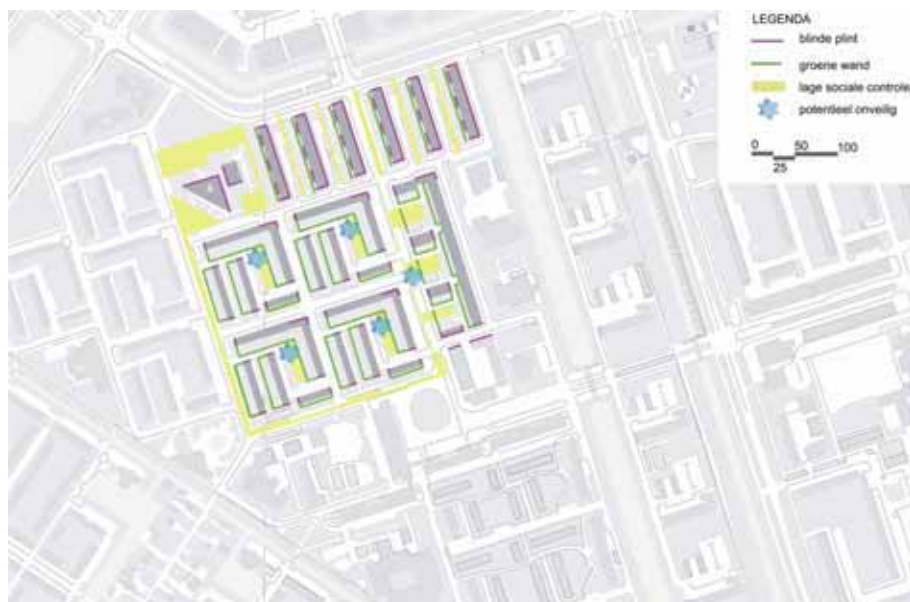 LEGENDA
blinde plint
groene wand
lage sociale controle
potentieel onveilig
0 50 100
25